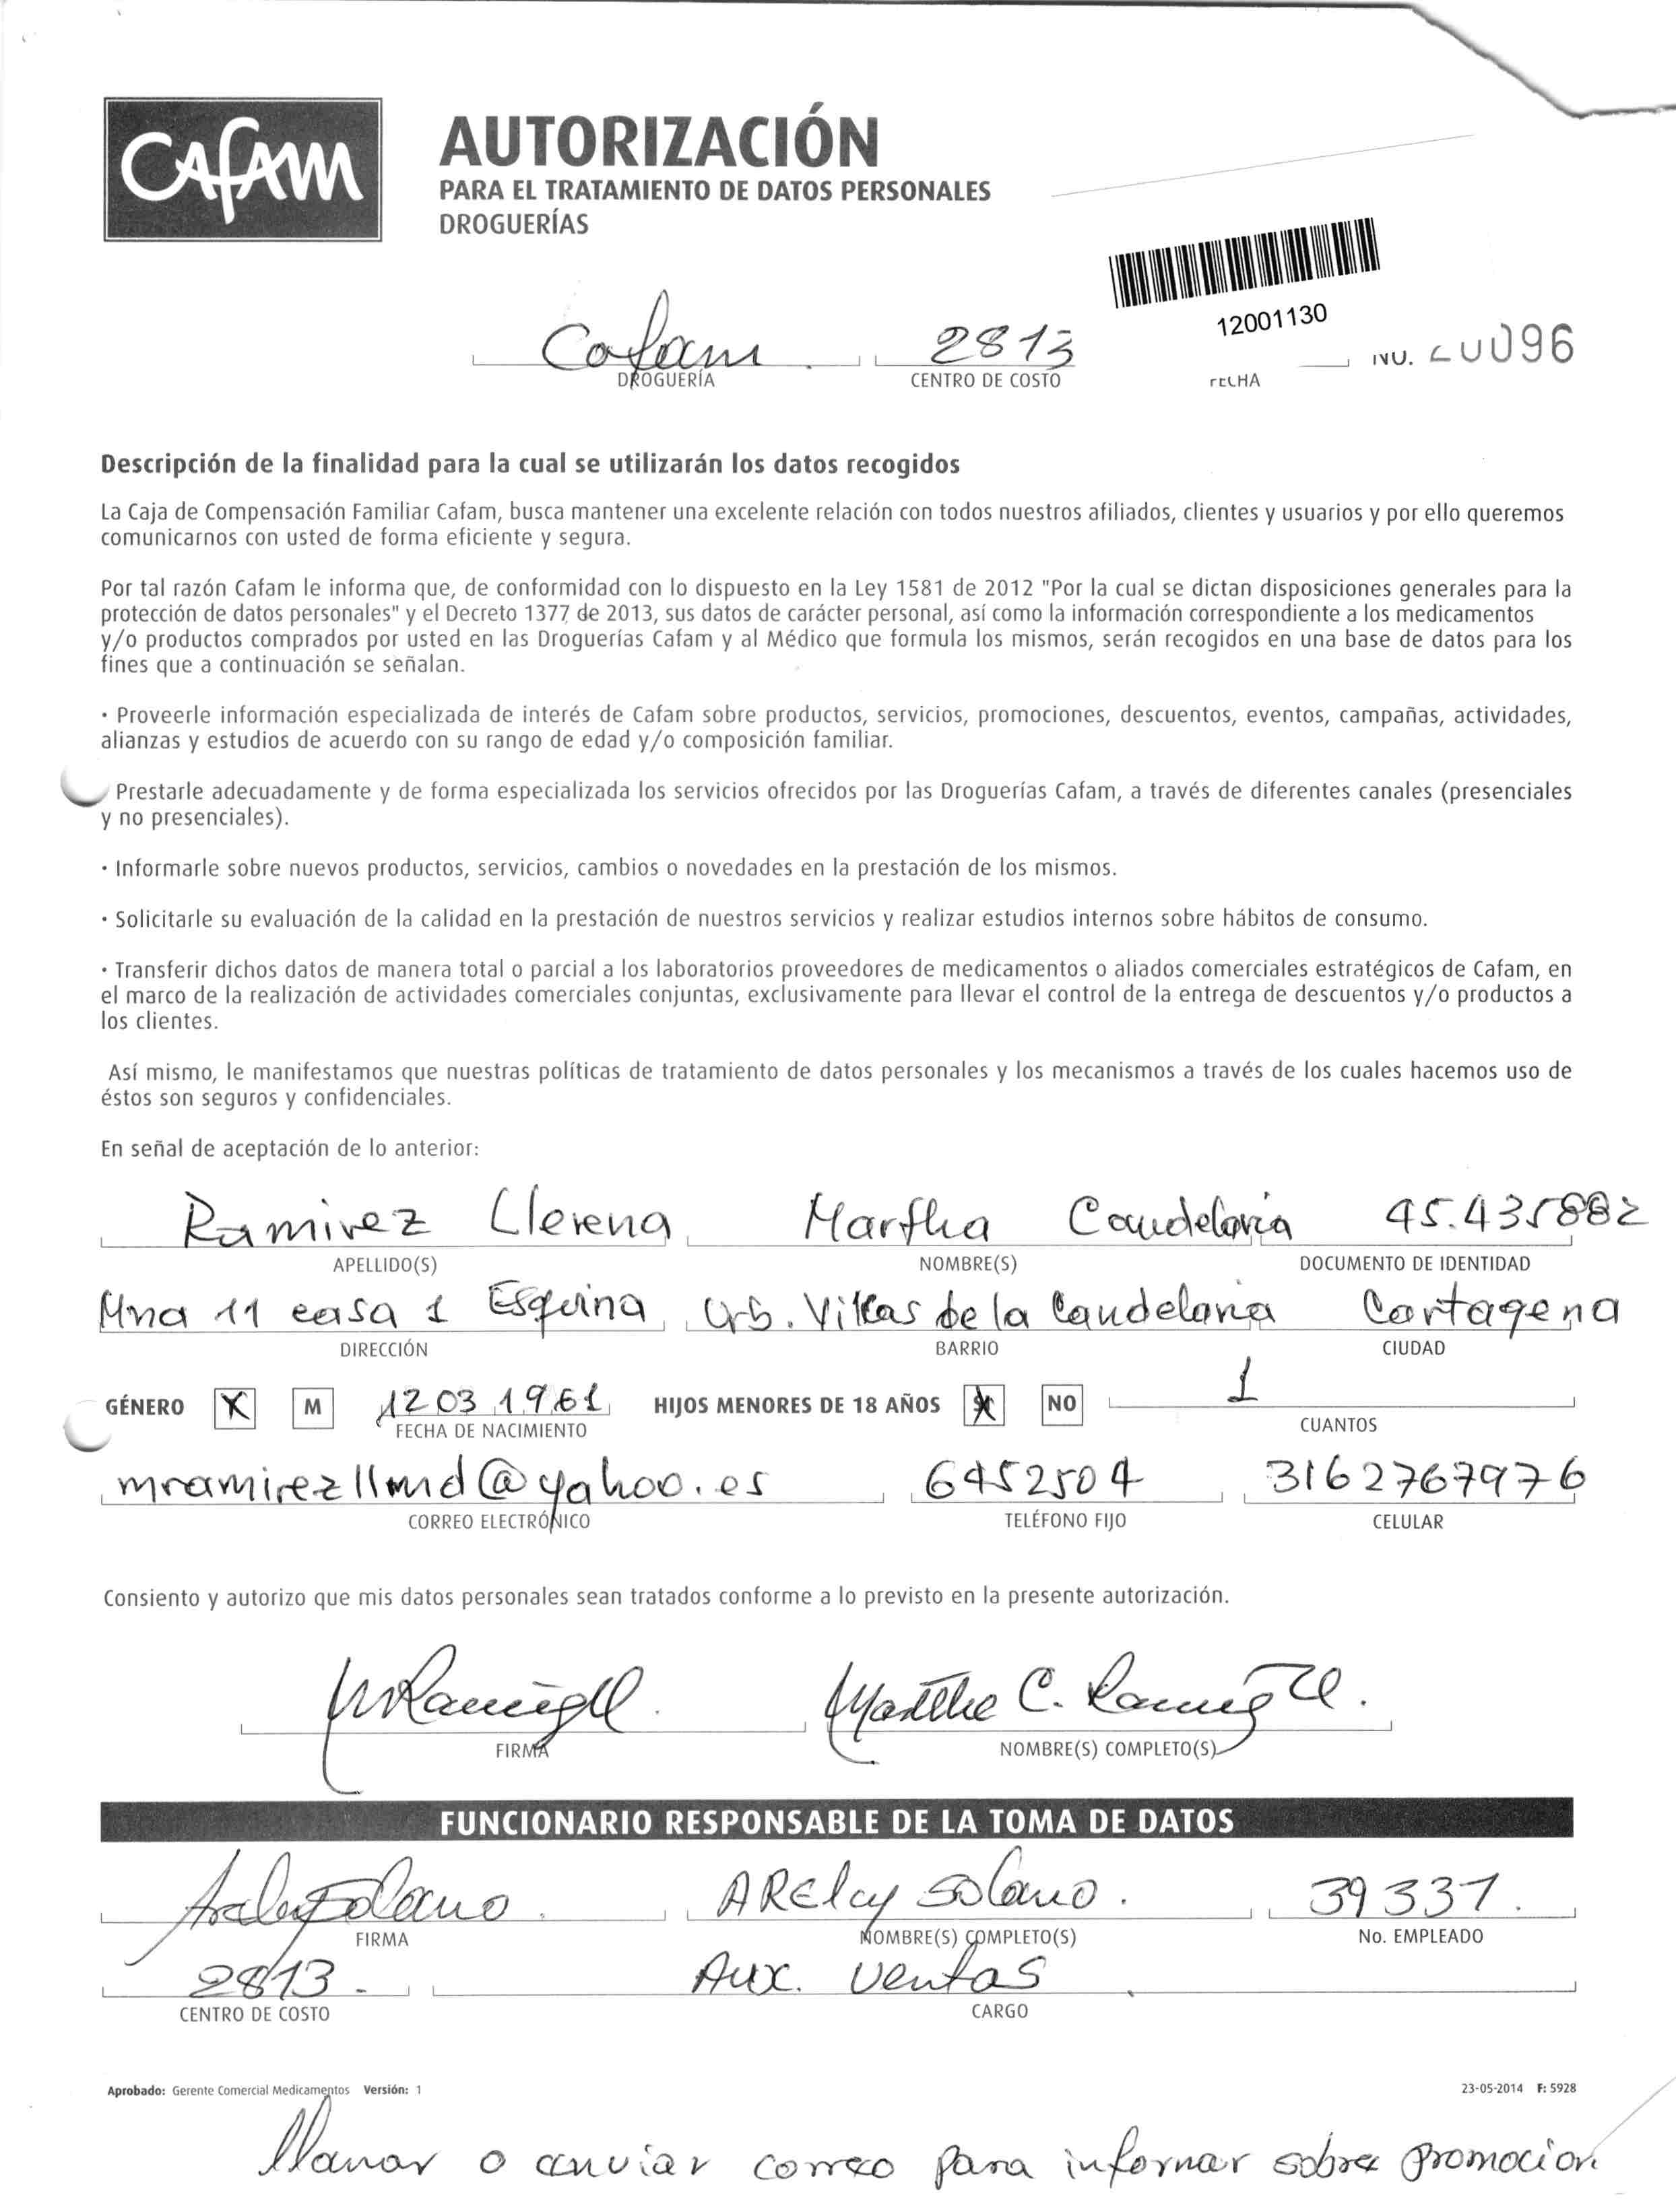 CAFAM
AUTORIZACIÓN
PARA EL TRATAMIENTO DE DATOS PERSONALES
DROGUERÍAS
12001130
Cafam 2813
DROGUERÍA CENTRO DE COSTO FECHA NO. 20096
Descripción de la finalidad para la cual se utilizarán los datos recogidos
La Caja de Compensación Familiar Cafam, busca mantener una excelente relación con todos nuestros afiliados, clientes y usuarios y por ello queremos
comunicarnos con usted de forma eficiente y segura.
Por tal razón Cafam le informa que, de conformidad con lo dispuesto en la Ley 1581 de 2012 "Por la cual se dictan disposiciones generales para la
protección de datos personales" y el Decreto 1377 de 2013, sus datos de carácter personal, así como la información correspondiente a los medicamentos
y/o productos comprados por usted en las Droguerías Cafam y al Médico que formula los mismos, serán recogidos en una base de datos para los
fines que a continuación se señalan.
· Proveerle información especializada de interés de Cafam sobre productos, servicios, promociones, descuentos, eventos, campañas, actividades,
alianzas y estudios de acuerdo con su rango de edad y/o composición familiar.
Prestarle adecuadamente y de forma especializada los servicios ofrecidos por las Droguerías Cafam, a través de diferentes canales (presenciales
y no presenciales).
· Informarle sobre nuevos productos, servicios, cambios o novedades en la prestación de los mismos.
· Solicitarle su evaluación de la calidad en la prestación de nuestros servicios y realizar estudios internos sobre hábitos de consumo.
· Transferir dichos datos de manera total o parcial a los laboratorios proveedores de medicamentos o aliados comerciales estratégicos de Cafam, en
el marco de la realización de actividades comerciales conjuntas, exclusivamente para llevar el control de la entrega de descuentos y/o productos a
los clientes.
Así mismo, le manifestamos que nuestras políticas de tratamiento de datos personales y los mecanismos a través de los cuales hacemos uso de
éstos son seguros y confidenciales.
En señal de aceptación de lo anterior:
Ramirez Llerena Martha Candelaria 45.435882
APELLIDO(S) NOMBRE(S) DOCUMENTO DE IDENTIDAD
Mna 11 casa 1 Esquina Urb. Villas de la Candelaria Cartagena
DIRECCIÓN BARRIO CIUDAD
GÉNERO X M 12 03 1961 HIJOS MENORES DE 18 AÑOS X NO 1
FECHA DE NACIMIENTO CUANTOS
mramirezllmd@yahoo.es 6452504 3162767976
CORREO ELECTRÓNICO TELÉFONO FIJO CELULAR
Consiento y autorizo que mis datos personales sean tratados conforme a lo previsto en la presente autorización.
MRamirezLl. Martha C. Ramirez Ll.
FIRMA NOMBRE(S) COMPLETO(S)
FUNCIONARIO RESPONSABLE DE LA TOMA DE DATOS
Arely Solano ARElcy Solano. 39331.
FIRMA NOMBRE(S) COMPLETO(S) No. EMPLEADO
2813. Aux. ventas
CENTRO DE COSTO CARGO
Aprobado: Gerente Comercial Medicamentos Versión: 1 23-05-2014 F: 5928
llamar o enviar correo para informar sobre promocion